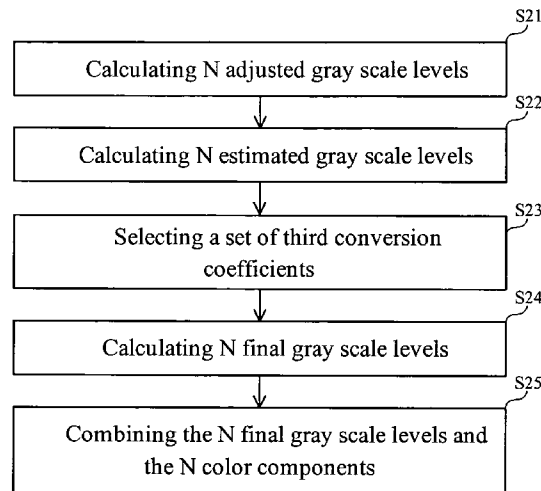 S21
Calculating N adjusted gray scale levels
S22
Calculating N estimated gray scale levels
S23
Selecting a set of third conversion
coefficients
S24
Calculating N final gray scale levels
S25
Combining the N final gray scale levels and
the N color components